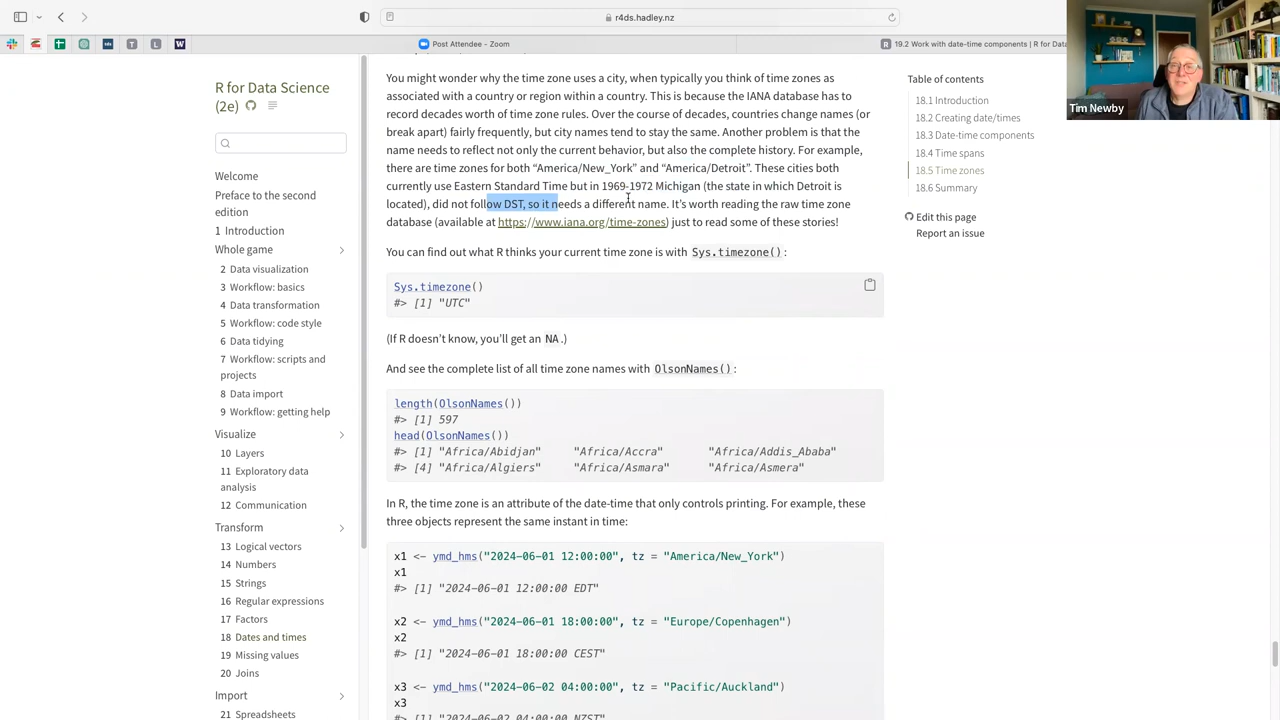 r4ds.hadley.nz
Post Attendee - Zoom
19.2 Work with date-time components | R for Data
Tim Newby
R for Data Science
(2e)
Welcome
Preface to the second
edition
1 Introduction
Whole game
2 Data visualization
3 Workflow: basics
4 Data transformation
5 Workflow: code style
6 Data tidying
7 Workflow: scripts and
projects
8 Data import
9 Workflow: getting help
Visualize
10 Layers
11 Exploratory data
analysis
12 Communication
Transform
13 Logical vectors
14 Numbers
15 Strings
16 Regular expressions
17 Factors
18 Dates and times
19 Missing values
20 Joins
Import
21 Spreadsheets
You might wonder why the time zone uses a city, when typically you think of time zones as
associated with a country or region within a country. This is because the IANA database has to
record decades worth of time zone rules. Over the course of decades, countries change names (or
break apart) fairly frequently, but city names tend to stay the same. Another problem is that the
name needs to reflect not only the current behavior, but also the complete history. For example,
there are time zones for both “America/New_York” and “America/Detroit”. These cities both
currently use Eastern Standard Time but in 1969-1972 Michigan (the state in which Detroit is
located), did not follow DST, so it needs a different name. It’s worth reading the raw time zone
database (available at https://www.iana.org/time-zones) just to read some of these stories!
You can find out what R thinks your current time zone is with Sys.timezone():
Sys.timezone()
#> [1] "UTC"
(If R doesn’t know, you’ll get an NA.)
And see the complete list of all time zone names with OlsonNames():
length(OlsonNames())
#> [1] 597
head(OlsonNames())
#> [1] "Africa/Abidjan" "Africa/Accra" "Africa/Addis_Ababa"
#> [4] "Africa/Algiers" "Africa/Asmara" "Africa/Asmera"
In R, the time zone is an attribute of the date-time that only controls printing. For example, these
three objects represent the same instant in time:
x1 <- ymd_hms("2024-06-01 12:00:00", tz = "America/New_York")
x1
#> [1] "2024-06-01 12:00:00 EDT"
x2 <- ymd_hms("2024-06-01 18:00:00", tz = "Europe/Copenhagen")
x2
#> [1] "2024-06-01 18:00:00 CEST"
x3 <- ymd_hms("2024-06-02 04:00:00", tz = "Pacific/Auckland")
x3
#> [1] "2024-06-02 04:00:00 NZST"
Table of contents
18.1 Introduction
18.2 Creating date/times
18.3 Date-time components
18.4 Time spans
18.5 Time zones
18.6 Summary
Edit this page
Report an issue